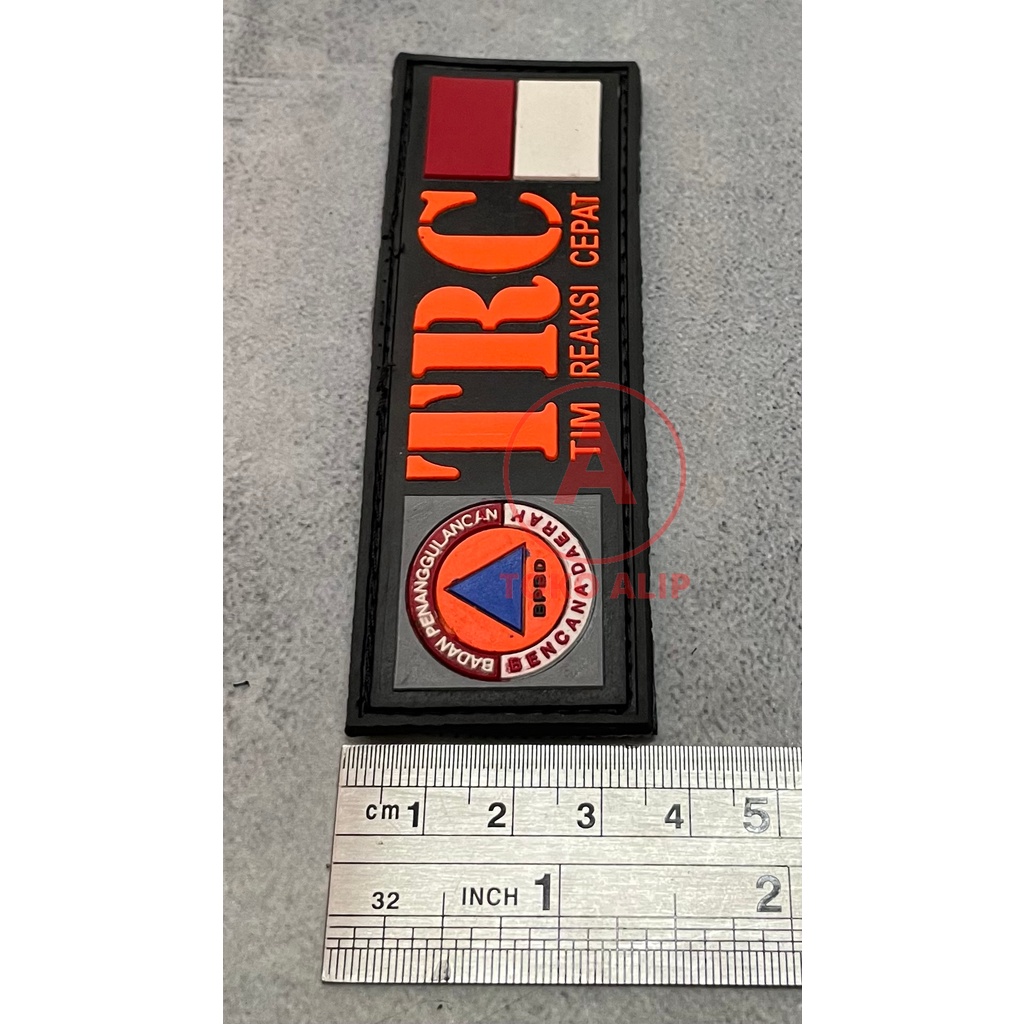 TRC
TIM REAKSI CEPAT
BADAN PENANGGULANGAN
BENCANA DAERAH
BPBD
A
TOKO ALIP
cm 1 2 3 4 5
32 INCH 1 2